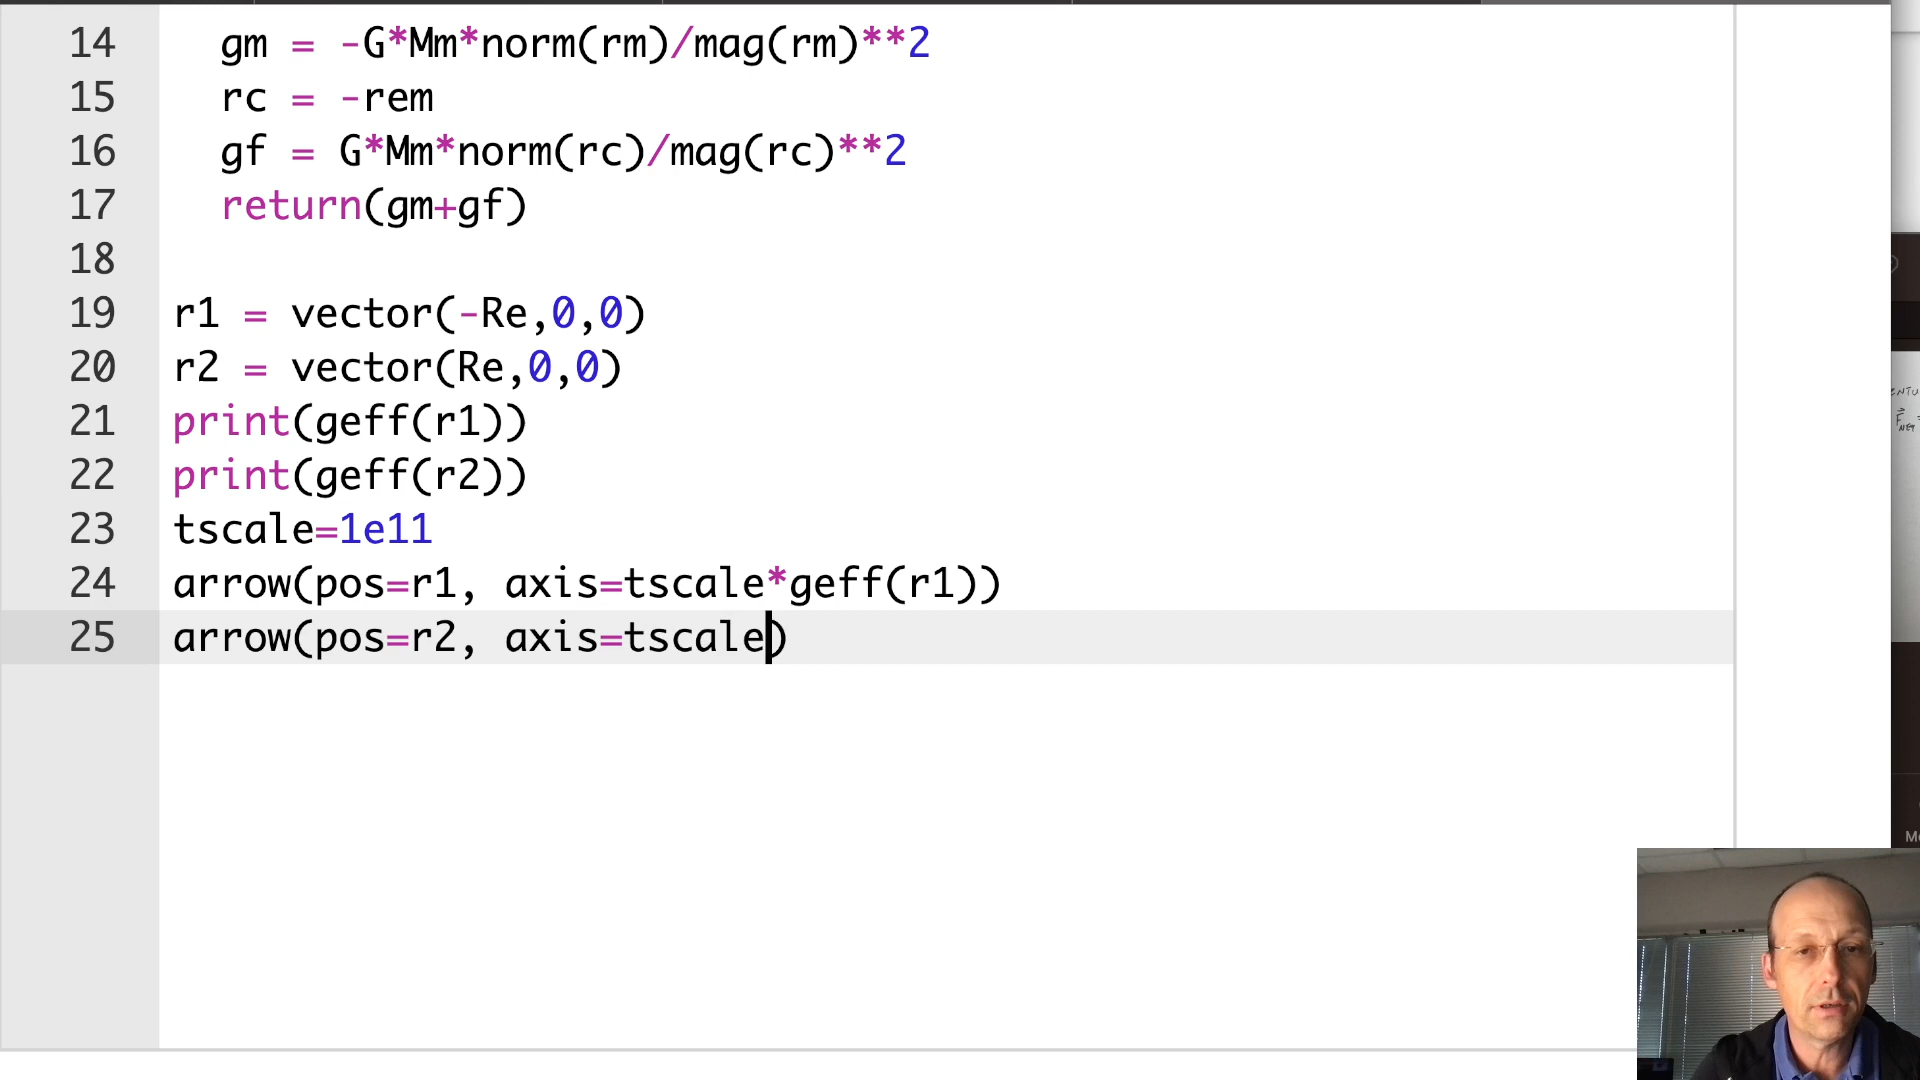 14 gm = -G*Mm*norm(rm)/mag(rm)**2
15 rc = -rem
16 gf = G*Mm*norm(rc)/mag(rc)**2
17 return(gm+gf)
18
19 r1 = vector(-Re,0,0)
20 r2 = vector(Re,0,0)
21 print(geff(r1))
22 print(geff(r2))
23 tscale=1e11
24 arrow(pos=r1, axis=tscale*geff(r1))
25 arrow(pos=r2, axis=tscale)